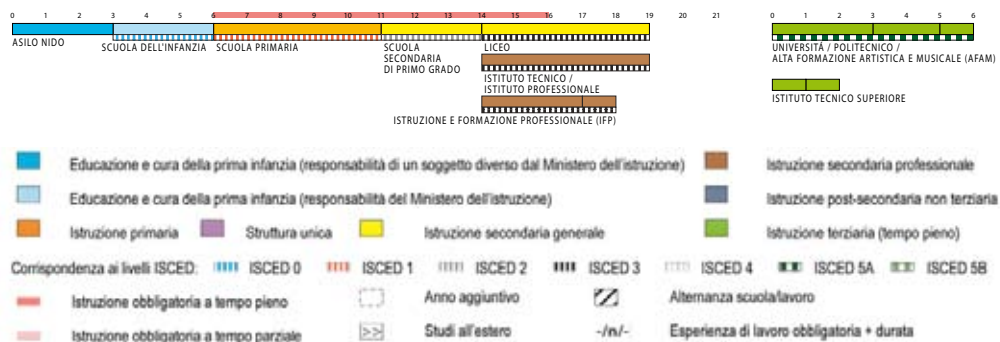 0 1 2 3 4 5 6 7 8 9 10 11 12 13 14 15 16 17 18 19 20 21 0 1 2 3 4 5 6
ASILO NIDO
SCUOLA DELL'INFANZIA
SCUOLA PRIMARIA
SCUOLA
SECONDARIA
DI PRIMO GRADO
LICEO
ISTITUTO TECNICO /
ISTITUTO PROFESSIONALE
ISTRUZIONE E FORMAZIONE PROFESSIONALE (IFP)
UNIVERSITÁ / POLITECNICO /
ALTA FORMAZIONE ARTISTICA E MUSICALE (AFAM)
ISTITUTO TECNICO SUPERIORE
Educazione e cura della prima infanzia (responsabilità di un soggetto diverso dal Ministero dell'istruzione)
Istruzione secondaria professionale
Educazione e cura della prima infanzia (responsabilità del Ministero dell'istruzione)
Istruzione post-secondaria non terziaria
Istruzione primaria
Struttura unica
Istruzione secondaria generale
Istruzione terziaria (tempo pieno)
Corrispondenza ai livelli ISCED: ISCED 0 ISCED 1 ISCED 2 ISCED 3 ISCED 4 ISCED 5A ISCED 5B
Istruzione obbligatoria a tempo pieno
Anno aggiuntivo
Alternanza scuola/lavoro
Istruzione obbligatoria a tempo parziale
>> Studi all'estero
-/n/- Esperienza di lavoro obbligatoria + durata